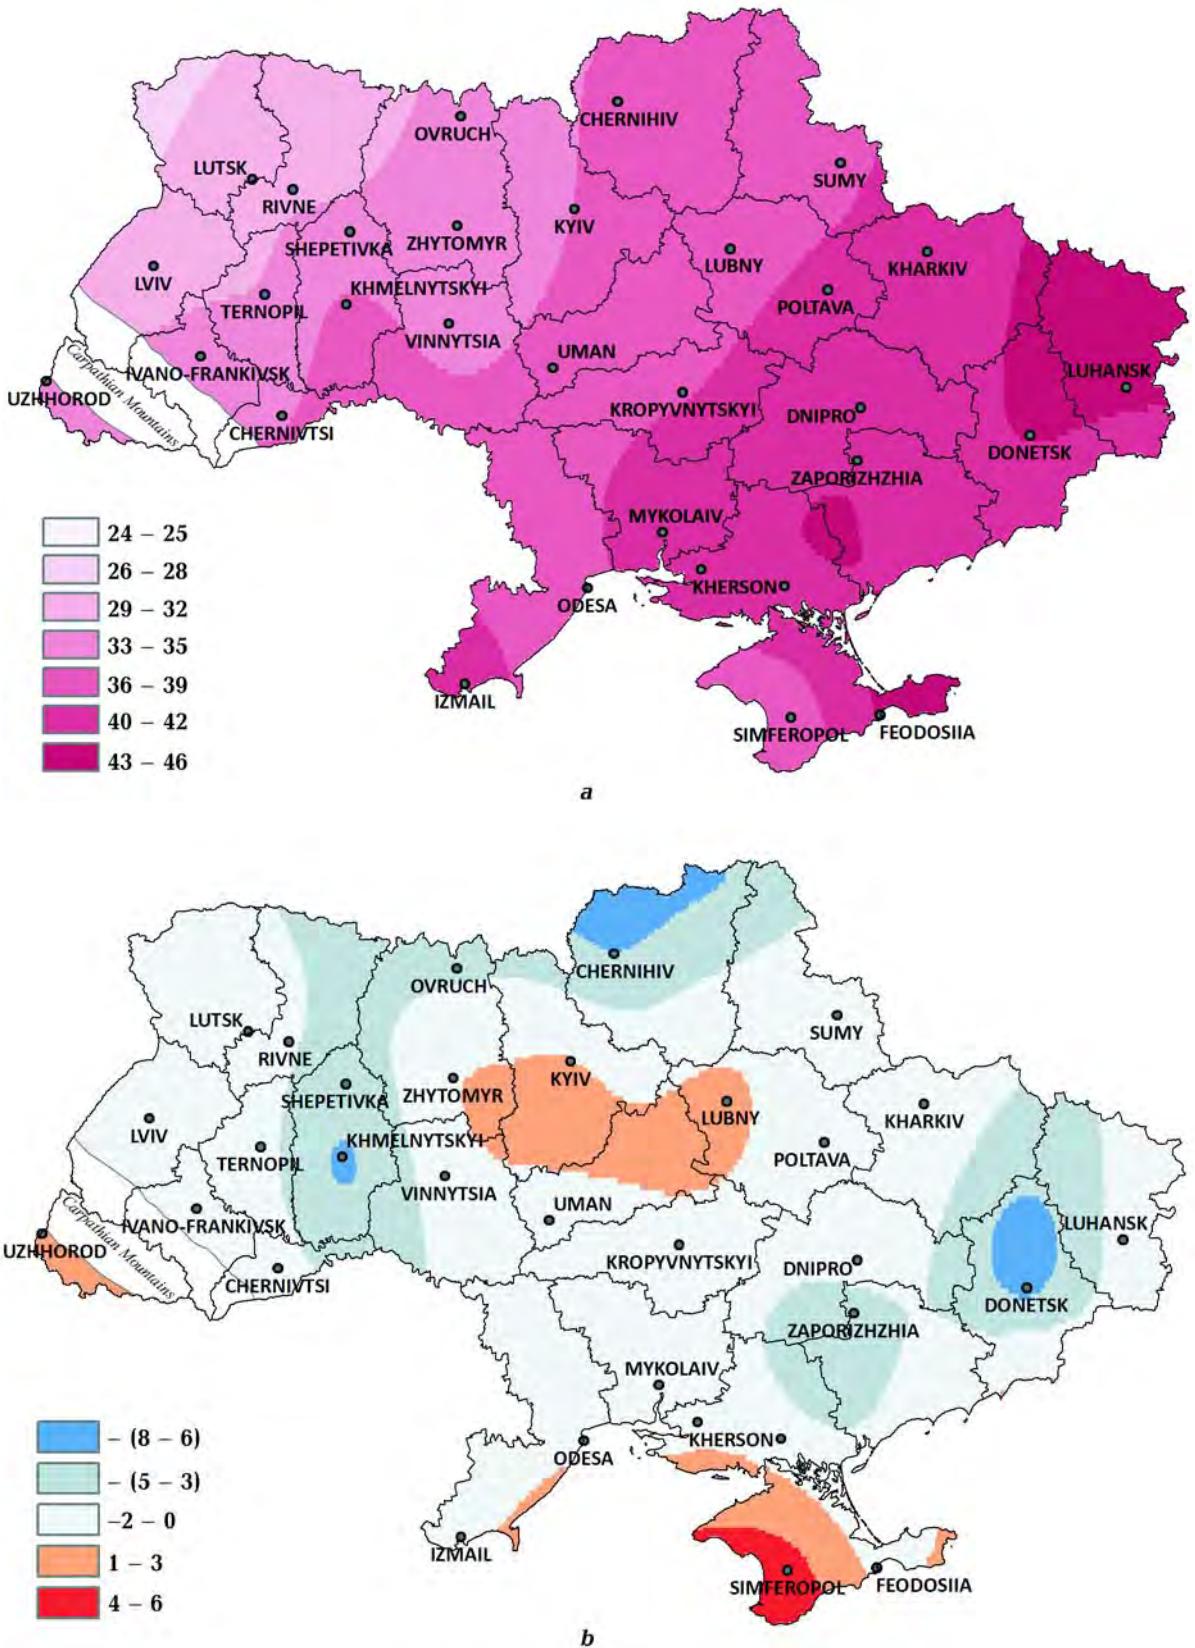 CHERNIHIV
OVRUCH
LUTSK
SUMY
RIVNE
KYIV
SHEPETIVKA
ZHYTOMYR
LUBNY
KHARKIV
LVIV
KHMELNYTSKYI
TERNOPIL
POLTAVA
VINNYTSIA
UMAN
Carpathian Mountains
IVANO-FRANKIVSK
LUHANSK
UZHHOROD
KROPYVNYTSKYI
DNIPRO
CHERNIVTSI
DONETSK
ZAPORIZHZHIA
MYKOLAIV
24 – 25
26 – 28
KHERSON
29 – 32
ODESA
33 – 35
36 – 39
IZMAIL
40 – 42
SIMFEROPOL
FEODOSIIA
43 – 46
a
CHERNIHIV
OVRUCH
LUTSK
SUMY
RIVNE
KYIV
SHEPETIVKA
ZHYTOMYR
LUBNY
KHARKIV
LVIV
KHMELNYTSKYI
TERNOPIL
POLTAVA
VINNYTSIA
UMAN
Carpathian Mountains
IVANO-FRANKIVSK
LUHANSK
UZHHOROD
KROPYVNYTSKYI
DNIPRO
CHERNIVTSI
DONETSK
ZAPORIZHZHIA
MYKOLAIV
– (8 – 6)
KHERSON
ODESA
– (5 – 3)
–2 – 0
IZMAIL
1 – 3
SIMFEROPOL
FEODOSIIA
4 – 6
b